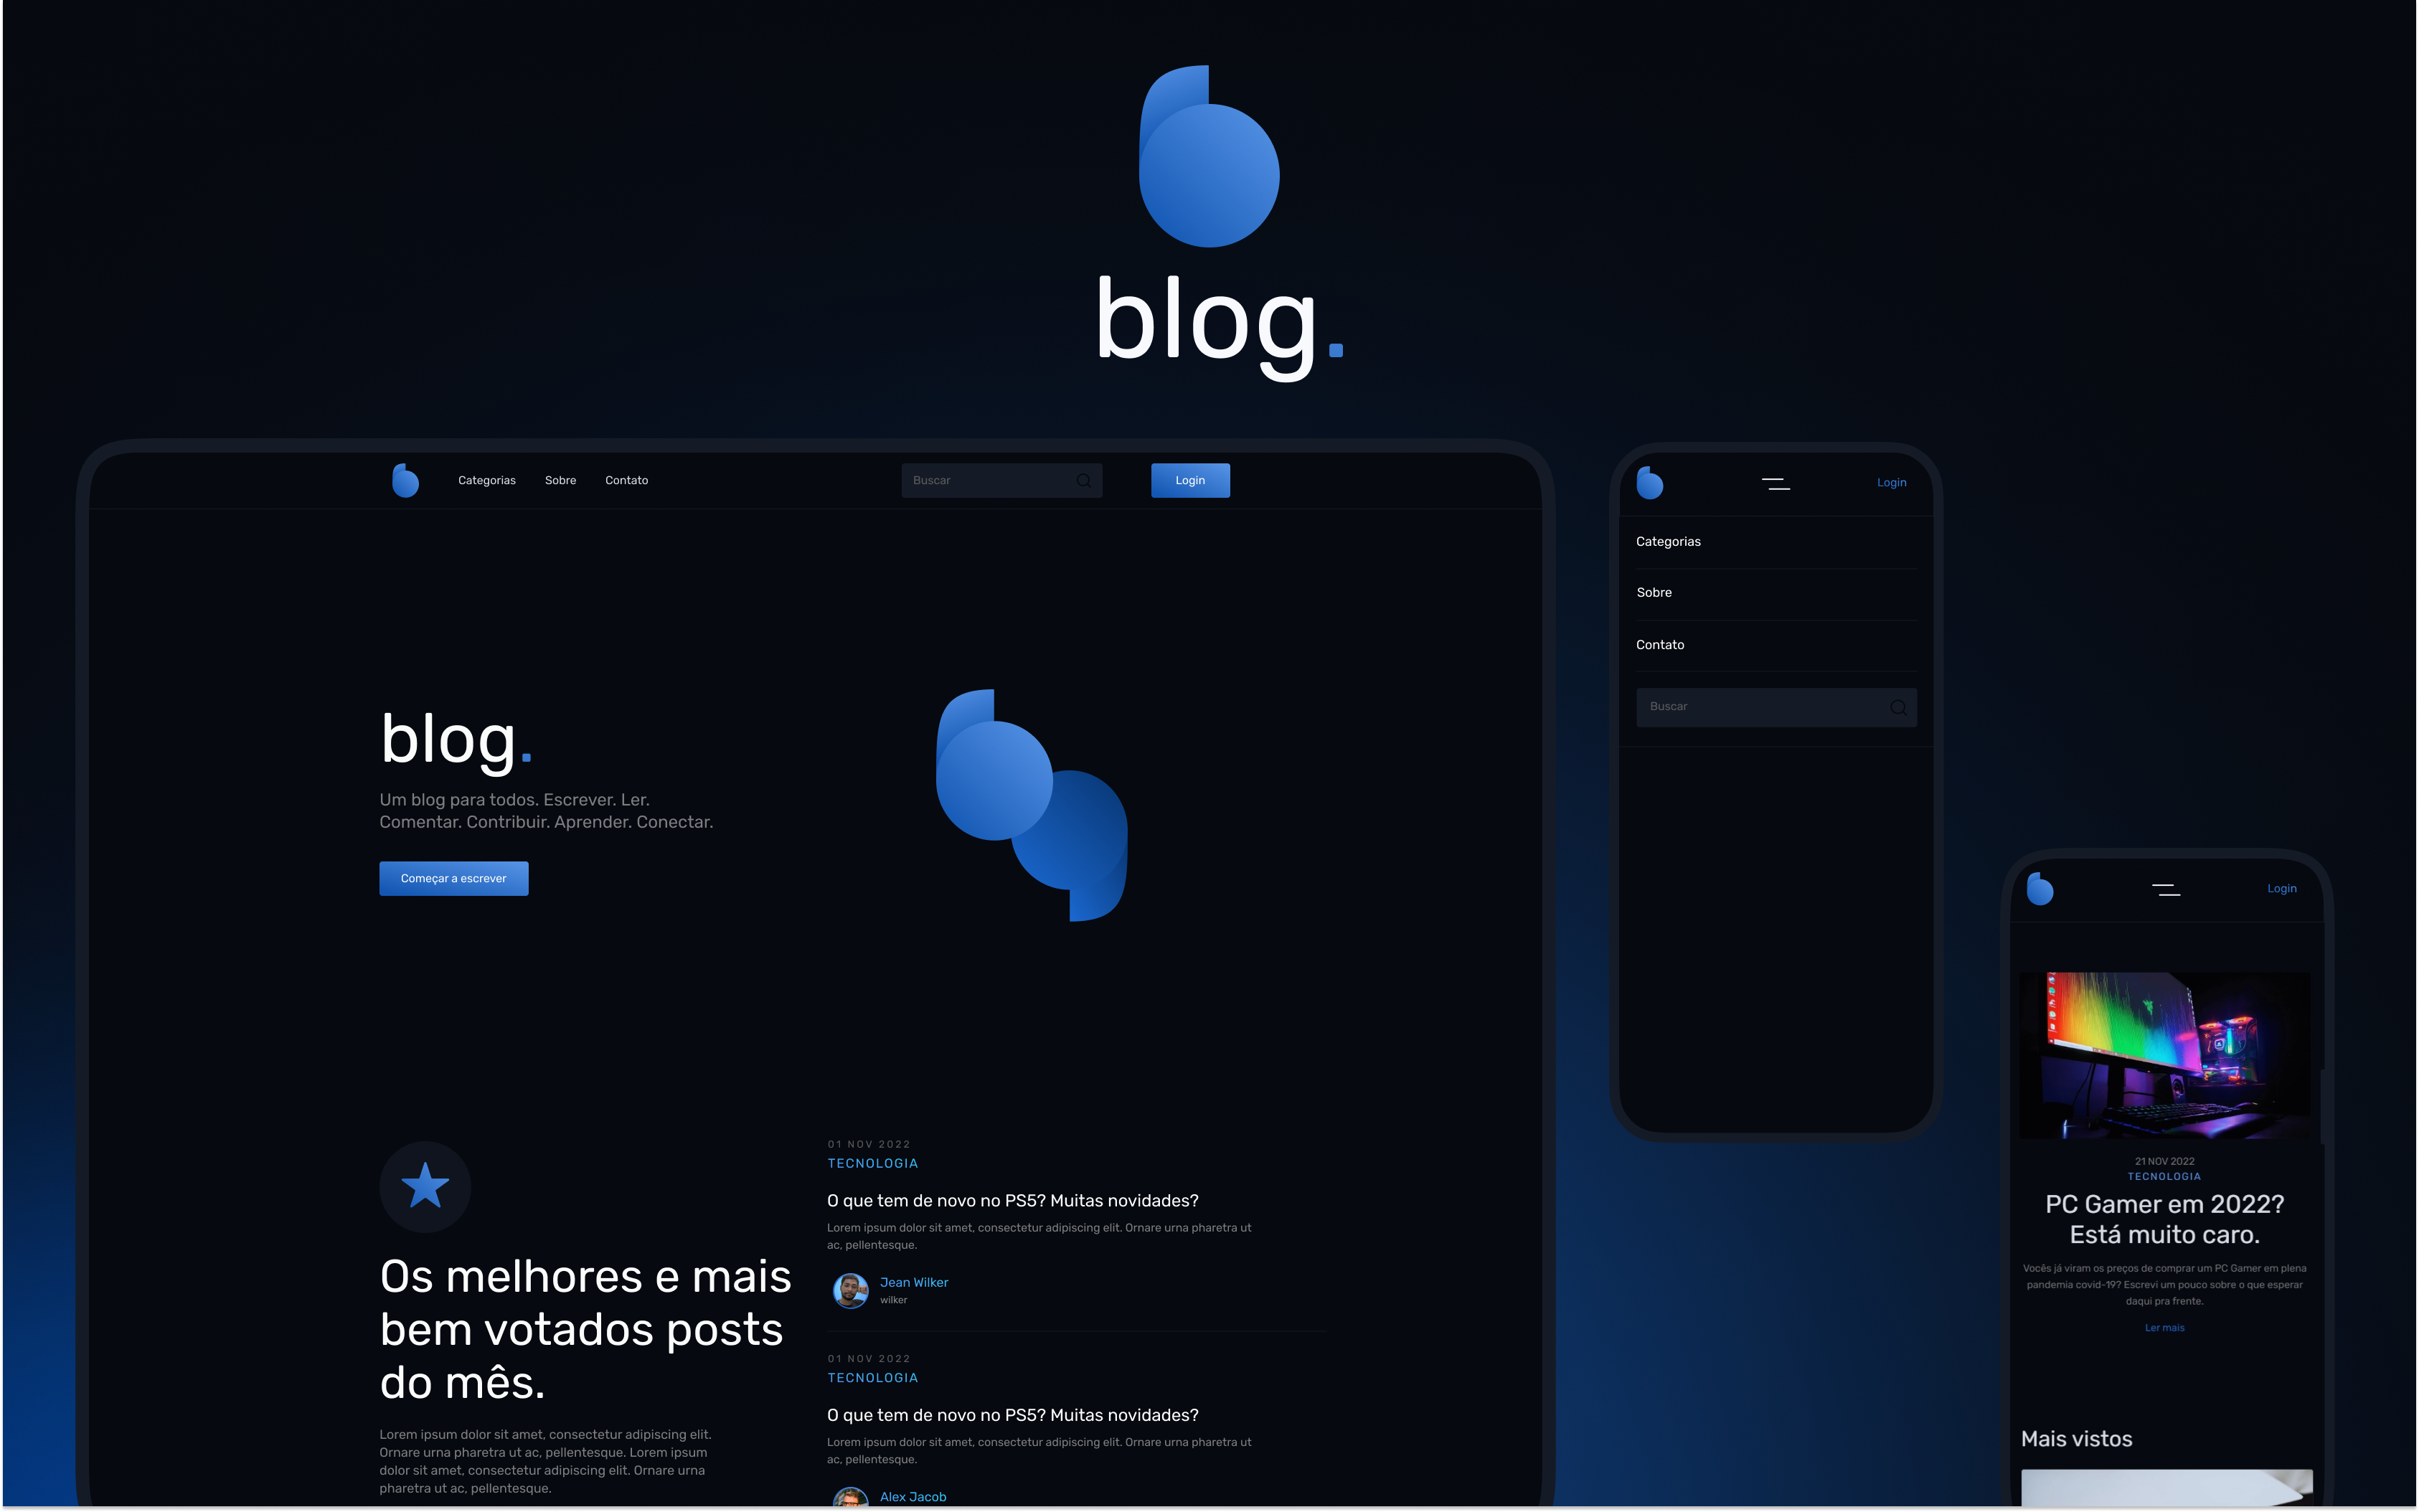 blog.
Categorias
Sobre
Contato
Buscar
Login
blog.
Um blog para todos. Escrever. Ler.
Comentar. Contribuir. Aprender. Conectar.
Começar a escrever
Os melhores e mais
bem votados posts
do mês.
Lorem ipsum dolor sit amet, consectetur adipiscing elit.
Ornare urna pharetra ut ac, pellentesque. Lorem ipsum
dolor sit amet, consectetur adipiscing elit. Ornare urna
pharetra ut ac, pellentesque.
01 NOV 2022
TECNOLOGIA
O que tem de novo no PS5? Muitas novidades?
Lorem ipsum dolor sit amet, consectetur adipiscing elit. Ornare urna pharetra ut
ac, pellentesque.
Jean Wilker
wilker
01 NOV 2022
TECNOLOGIA
O que tem de novo no PS5? Muitas novidades?
Lorem ipsum dolor sit amet, consectetur adipiscing elit. Ornare urna pharetra ut
ac, pellentesque.
Alex Jacob
Login
Categorias
Sobre
Contato
Buscar
Login
21 NOV 2022
TECNOLOGIA
PC Gamer em 2022?
Está muito caro.
Vocês já viram os preços de comprar um PC Gamer em plena
pandemia covid-19? Escrevi um pouco sobre o que esperar
daqui pra frente.
Ler mais
Mais vistos